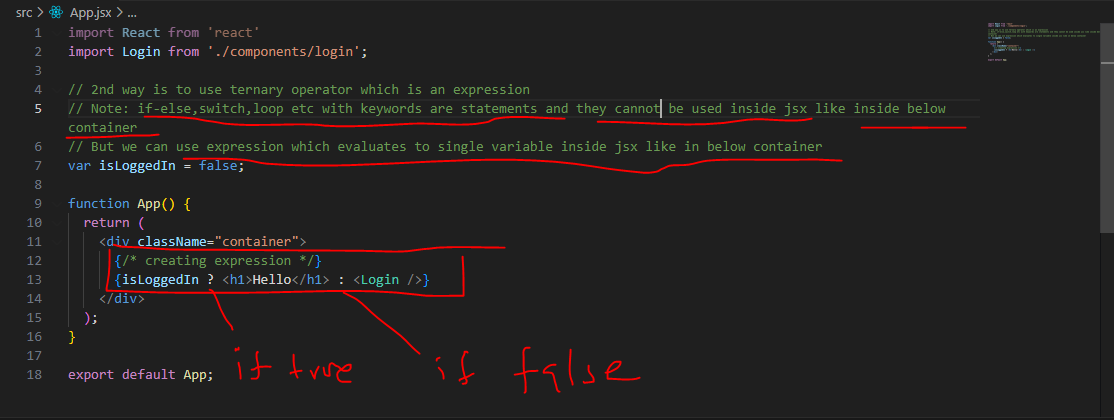 src > App.jsx > ...
1 import React from 'react'
2 import Login from './components/login';
3
4 // 2nd way is to use ternary operator which is an expression
5 // Note: if-else,switch,loop etc with keywords are statements and they cannot be used inside jsx like inside below
container
6 // But we can use expression which evaluates to single variable inside jsx like in below container
7 var isLoggedIn = false;
8
9 function App() {
10 return (
11 <div className="container">
12 {/* creating expression */}
13 {isLoggedIn ? <h1>Hello</h1> : <Login />}
14 </div>
15 );
16 }
17
18 export default App;
if true if false